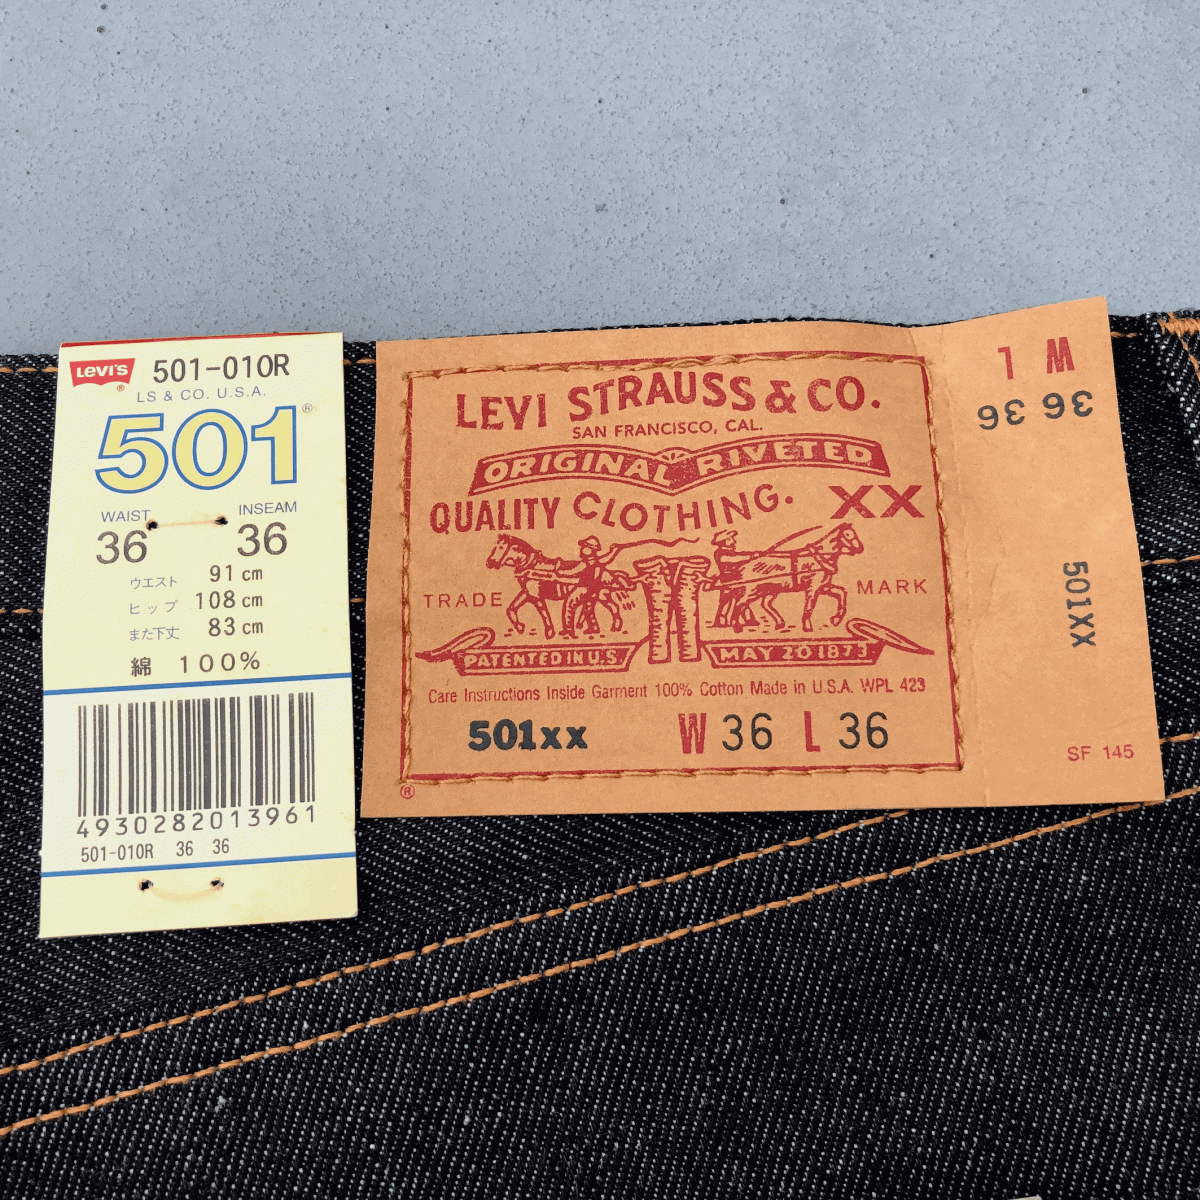 LEVI'S ® 501-010R
LS & CO. U.S.A.
501®
WAIST INSEAM
36 36
ウエスト 91 cm
ヒップ 108 cm
また下丈 83 cm
綿 100%
4930282013961
501-010R 36 36
LEVI STRAUSS & CO.
SAN FRANCISCO, CAL.
ORIGINAL RIVETED
QUALITY CLOTHING. XX
TRADE MARK
PATENTED IN U.S. MAY 20 1873
Care Instructions Inside Garment 100% Cotton Made in U.S.A. WPL 423
501xx W 36 L 36
®
W L
36 36
501XX
SF 145